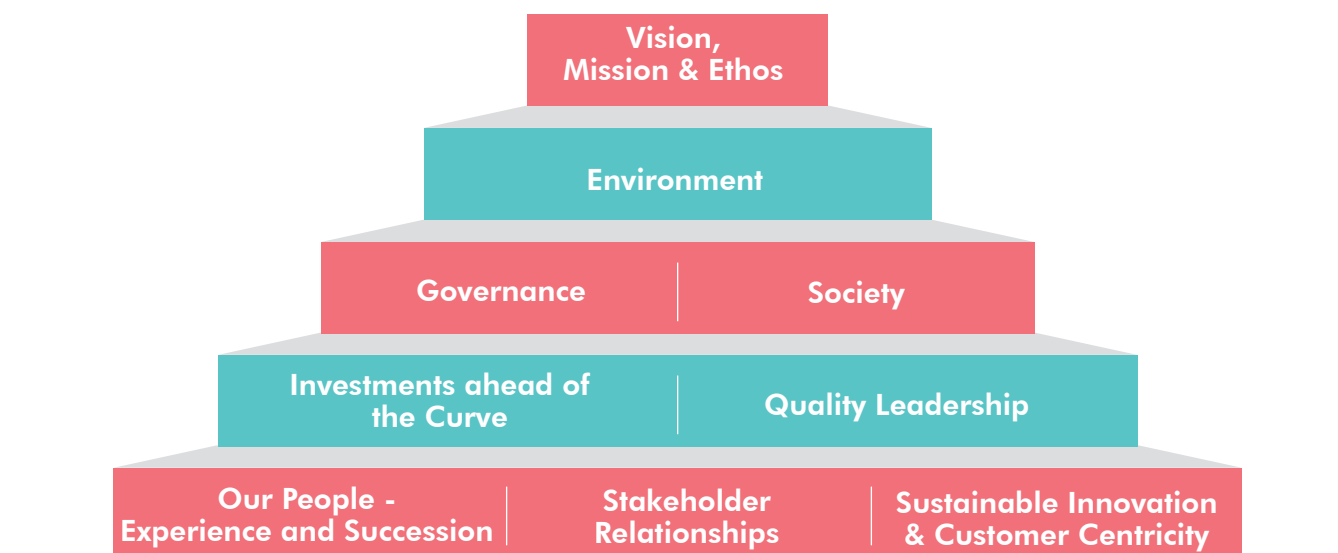 Vision,
Mission & Ethos
Environment
Governance
Society
Investments ahead of
the Curve
Quality Leadership
Our People -
Experience and Succession
Stakeholder
Relationships
Sustainable Innovation
& Customer Centricity